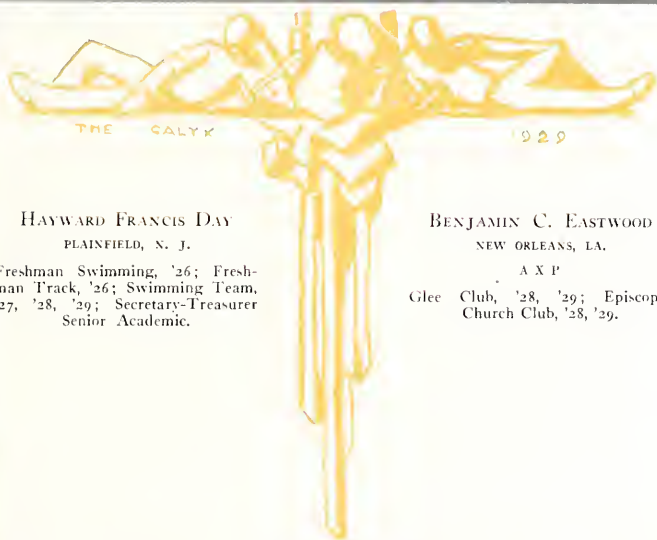 THE CALYX 1929
HAYWARD FRANCIS DAY
PLAINFIELD, N. J.
Freshman Swimming, '26; Fresh-
man Track, '26; Swimming Team,
'27, '28, '29; Secretary-Treasurer
Senior Academic.
BENJAMIN C. EASTWOOD
NEW ORLEANS, LA.
Α Χ Ρ
Glee Club, '28, '29; Episcop
Church Club, '28, '29.